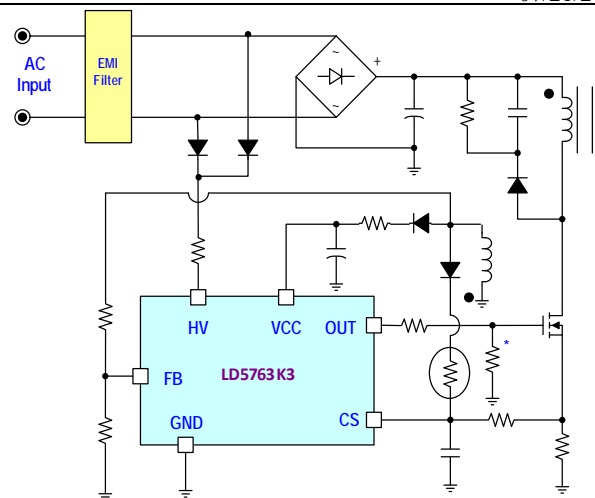 AC
Input
EMI
Filter
~
+
~
HV
VCC
OUT
*
FB
LD5763K3
GND
CS